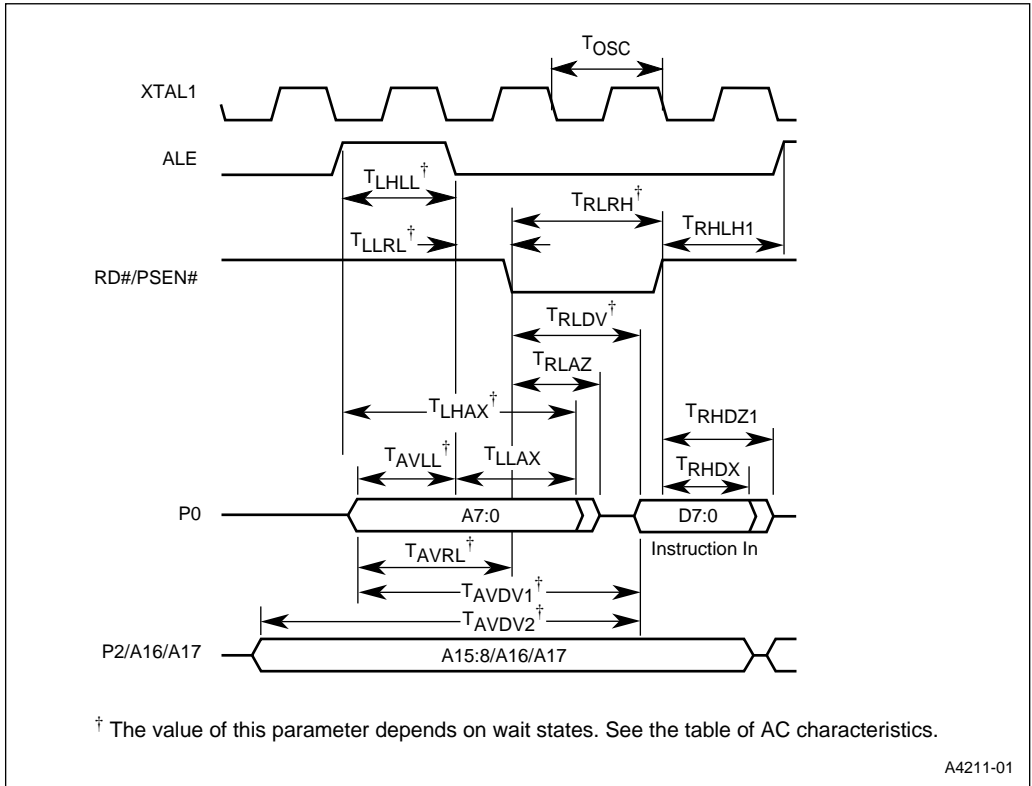 TOSC
XTAL1
ALE
TLHLL†
TRLRH†
TRHLH1
TLLRL†
RD#/PSEN#
TRLDV†
TRLAZ
TLHAX†
TRHDZ1
TAVLL†
TLLAX
TRHDX
P0
A7:0
D7:0
Instruction In
TAVRL†
TAVDV1†
TAVDV2†
P2/A16/A17
A15:8/A16/A17
† The value of this parameter depends on wait states. See the table of AC characteristics.
A4211-01